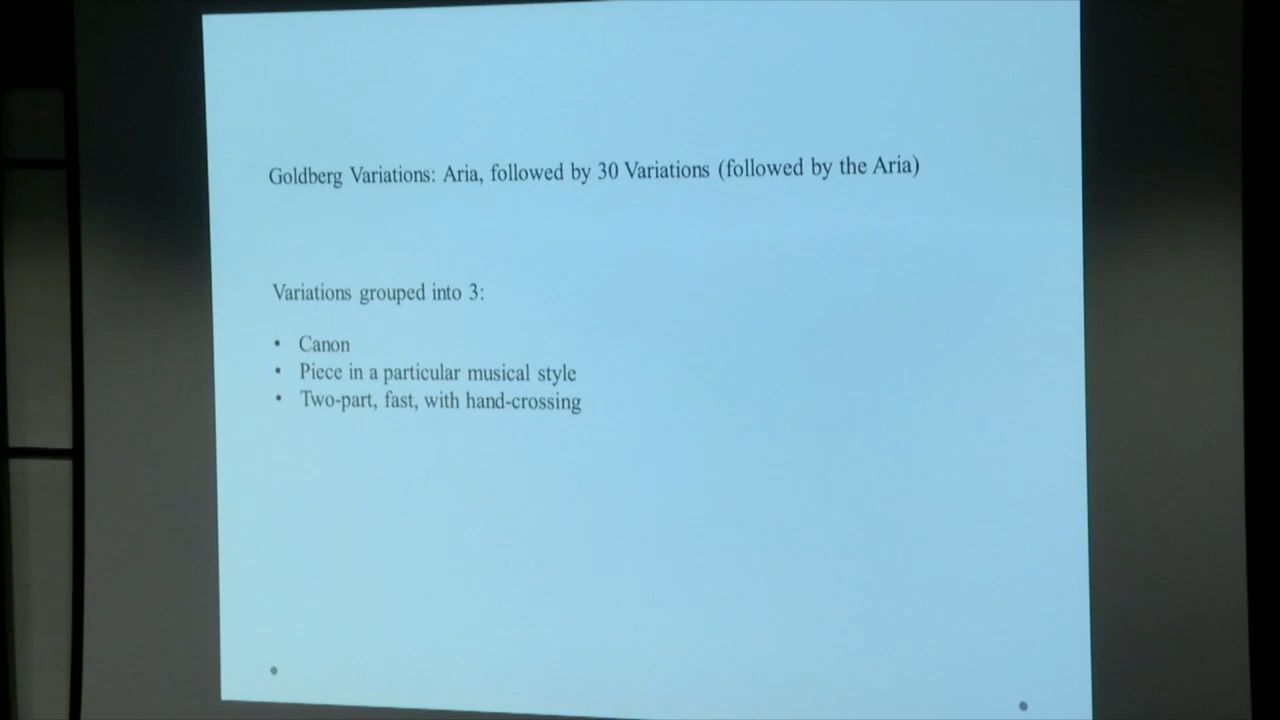 Goldberg Variations: Aria, followed by 30 Variations (followed by the Aria)
Variations grouped into 3:
• Canon
• Piece in a particular musical style
• Two-part, fast, with hand-crossing